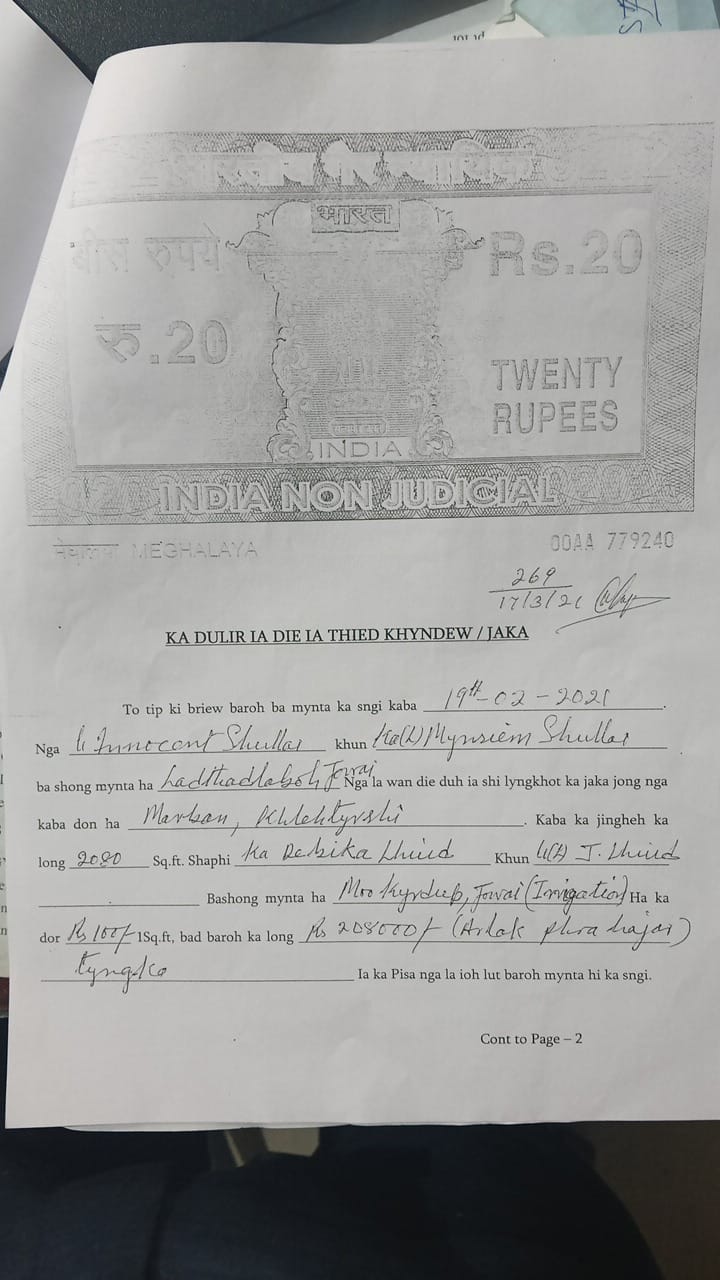 भारत
बीस रुपये Rs.20
रु.20
TWENTY
RUPEES
INDIA
INDIA NON JUDICIAL
मेघालय MEGHALAYA 00AA 779240
269
17/3/21
KA DULIR IA DIE IA THIED KHYNDEW / JAKA
To tip ki briew baroh ba mynta ka sngi kaba 19th-02-2021.
Nga U Innocent Shullai khun Ka(L) Mynsiem Shullai
ba shong mynta ha Ladthadlaboh, Jowai Nga la wan die duh ia shi lyngkhot ka jaka jong nga
kaba don ha Markan, Khlehtyrshi. Kaba ka jingheh ka
long 2080 Sq.ft. Shaphi Ka Debika Lhuid Khun U(L) J. Lhuid
Bashong mynta ha Moo Kyrdup, Jowai (Irrigation) Ha ka
dor Rs 100/- 1Sq.ft, bad baroh ka long Rs 208000/- (Arlak phra hajar)
tyngka Ia ka Pisa nga la ioh lut baroh mynta hi ka sngi.
Cont to Page – 2